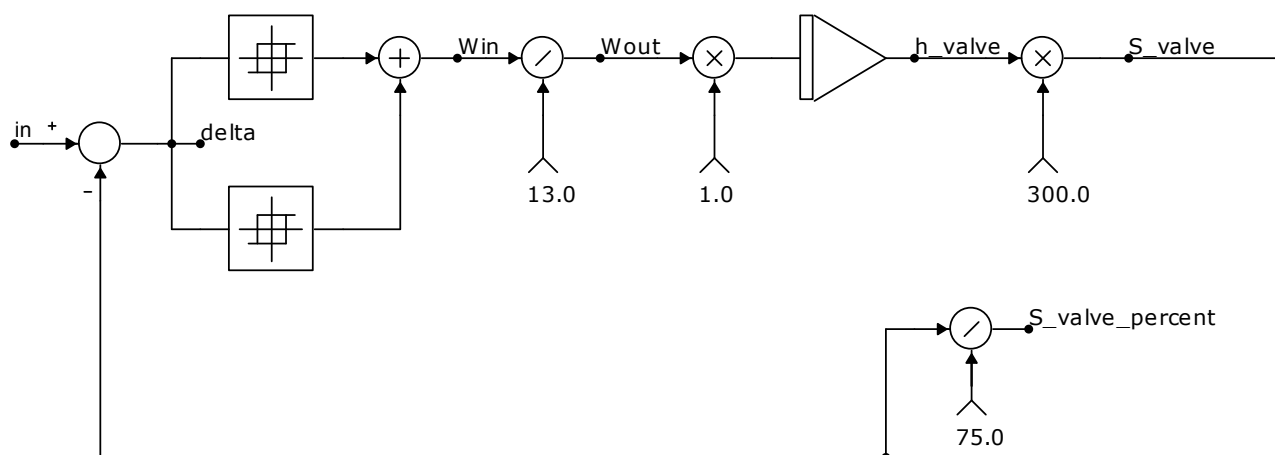 Win
Wout
h_valve
S_valve
in
+
delta
-
13.0
1.0
300.0
S_valve_percent
75.0